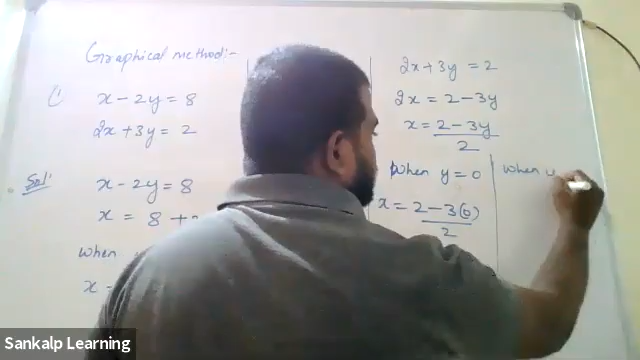 Graphical method:-
x - 2y = 8
2x + 3y = 2
Sol:
x - 2y = 8
x = 8 +
when
x =
2x + 3y = 2
2x = 2 - 3y
x = 2 - 3y / 2
When y = 0
x = 2 - 3(0) / 2
when
Sankalp Learning